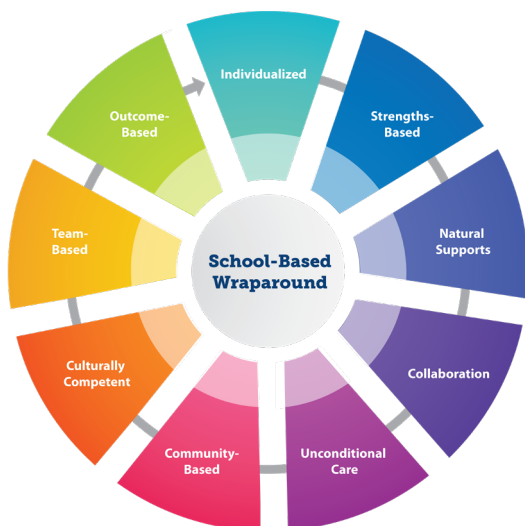 Individualized
Strengths-
Based
Natural
Supports
Collaboration
Unconditional
Care
Community-
Based
Culturally
Competent
Team-
Based
Outcome-
Based
School-Based
Wraparound